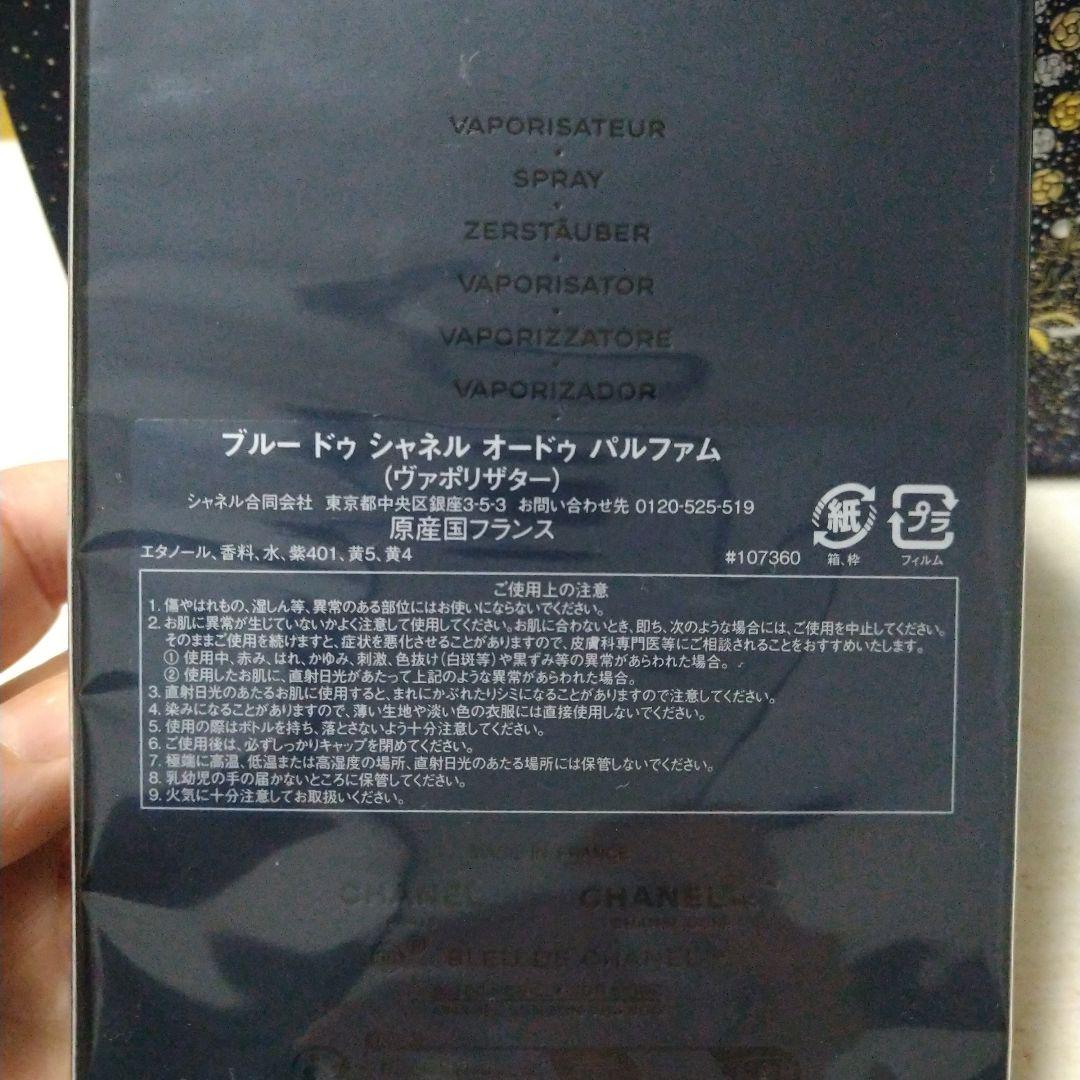 VAPORISATEUR
SPRAY
ZERSTÄUBER
VAPORISATOR
VAPORIZZATORE
VAPORIZADOR
ブルー ドゥ シャネル オードゥ パルファム
(ヴァポリザター)
シャネル合同会社 東京都中央区銀座3-5-3 お問い合わせ先 0120-525-519
原産国フランス
エタノール、香料、水、紫401、黄5、黄4 #107360
紙 プラ
箱、枠 フィルム
ご使用上の注意
1. 傷やはれもの、湿しん等、異常のある部位にはお使いにならないでください。
2. お肌に異常が生じていないかよく注意して使用してください。お肌に合わないとき、即ち、次のような場合には、ご使用を中止してください。
そのままご使用を続けますと、症状を悪化させることがありますので、皮膚科専門医等にご相談されることをおすすめいたします。
① 使用中、赤み、はれ、かゆみ、刺激、色抜け(白斑等)や黒ずみ等の異常があらわれた場合。
② 使用したお肌に、直射日光があたって上記のような異常があらわれた場合。
3. 直射日光のあたるお肌に使用すると、まれにかぶれたりシミになることがありますので注意してください。
4. 染みになることがありますので、薄い生地や淡い色の衣服には直接使用しないでください。
5. 使用の際はボトルを持ち、落とさないよう十分注意してください。
6. ご使用後は、必ずしっかりキャップを閉めてください。
7. 極端に高温、低温または高湿度の場所、直射日光のあたる場所には保管しないでください。
8. 乳幼児の手の届かないところに保管してください。
9. 火気に十分注意してお取扱いください。
MADE IN FRANCE
CHANEL CHANEL
BLEU DE CHANEL